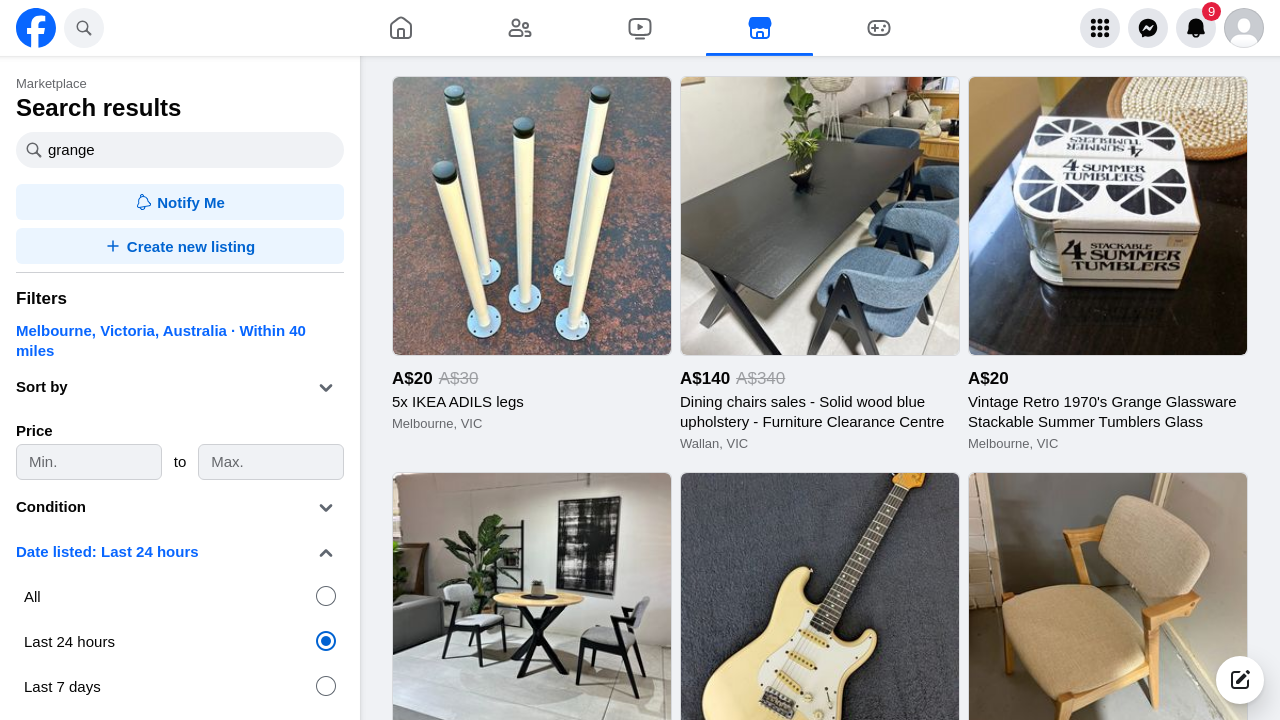 9
Marketplace
Search results
grange
Notify Me
Create new listing
Filters
Melbourne, Victoria, Australia · Within 40
miles
Sort by
Price
Min.
to
Max.
Condition
Date listed: Last 24 hours
All
Last 24 hours
Last 7 days
A$20 A$30
5x IKEA ADILS legs
Melbourne, VIC
A$140 A$340
Dining chairs sales - Solid wood blue
upholstery - Furniture Clearance Centre
Wallan, VIC
4 SUMMER
TUMBLERS
4 SUMMER
TUMBLERS
STACKABLE
4 SUMMER
TUMBLERS
A$20
Vintage Retro 1970's Grange Glassware
Stackable Summer Tumblers Glass
Melbourne, VIC